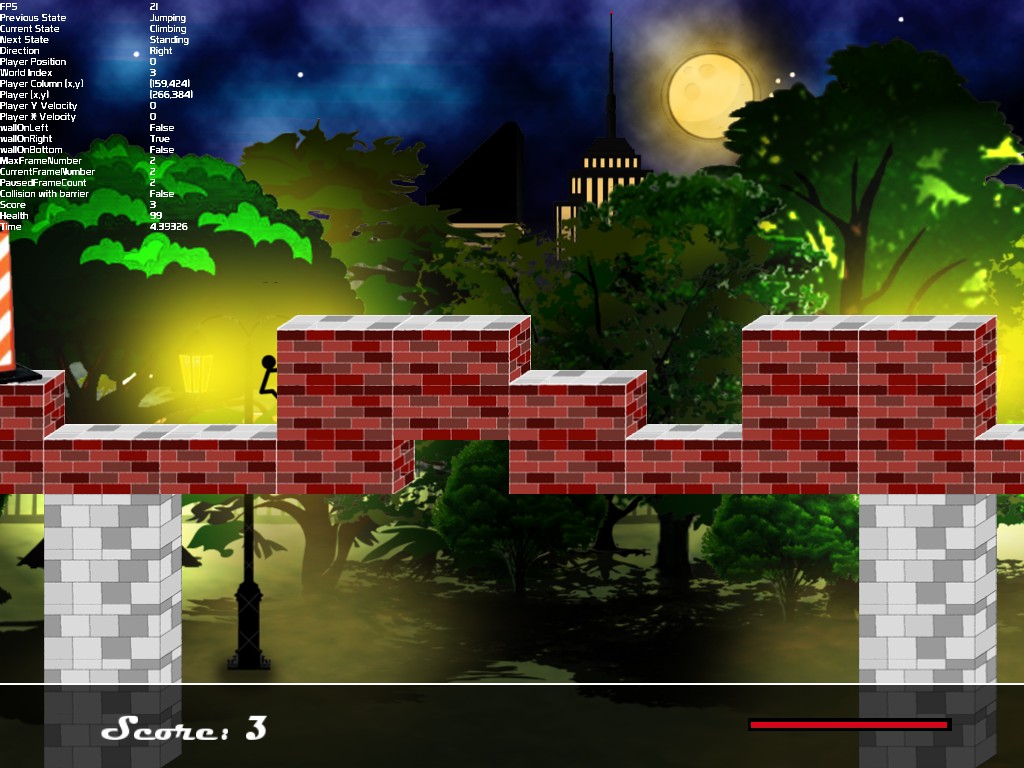 FPS 21
Previous State Jumping
Current State Climbing
Next State Standing
Direction Right
Player Position 0
World Index 3
Player Column (x,y) (159,424)
Player (x,y) (266,384)
Player Y Velocity 0
Player X Velocity 0
wallOnLeft False
wallOnRight True
wallOnBottom False
MaxFrameNumber 2
CurrentFrameNumber 2
PausedFrameCount 2
Collision with barrier False
Score 3
Health 99
Time 4.39326
Score: 3